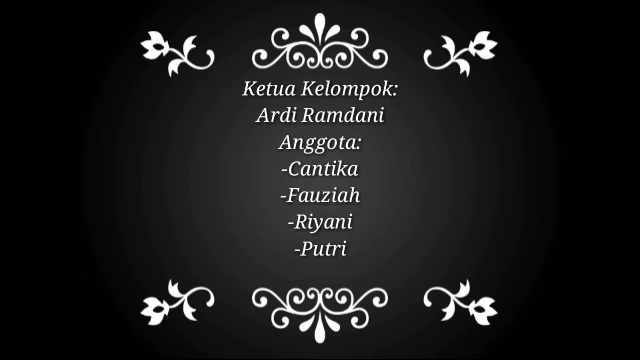 Ketua Kelompok:
Ardi Ramdani
Anggota:
-Cantika
-Fauziah
-Riyani
-Putri